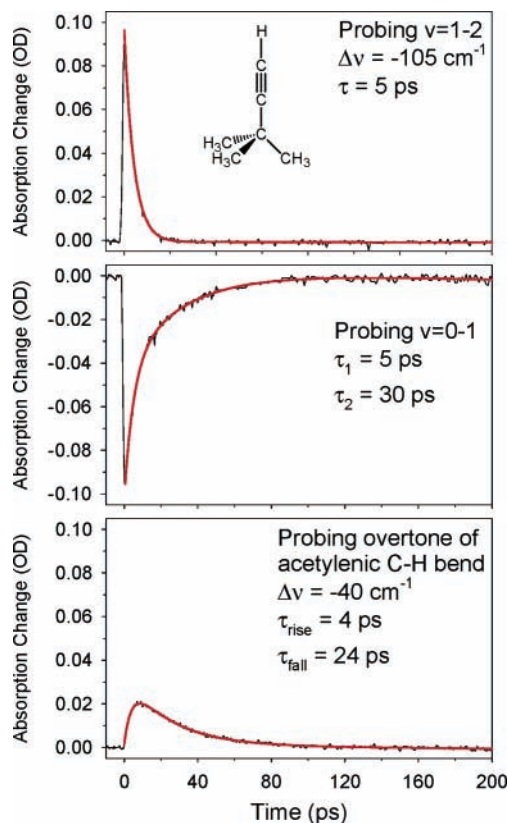 Absorption Change (OD)
0.10
0.08
0.06
0.04
0.02
0.00
H
C
C
C
H₃C
H₃C
CH₃
Probing v=1-2
Δν = -105 cm⁻¹
τ = 5 ps
Absorption Change (OD)
0.00
-0.02
-0.04
-0.06
-0.08
-0.10
Probing v=0-1
τ₁ = 5 ps
τ₂ = 30 ps
Absorption Change (OD)
0.10
0.08
0.06
0.04
0.02
0.00
Probing overtone of
acetylenic C-H bend
Δν = -40 cm⁻¹
τrise = 4 ps
τfall = 24 ps
0 40 80 120 160 200
Time (ps)